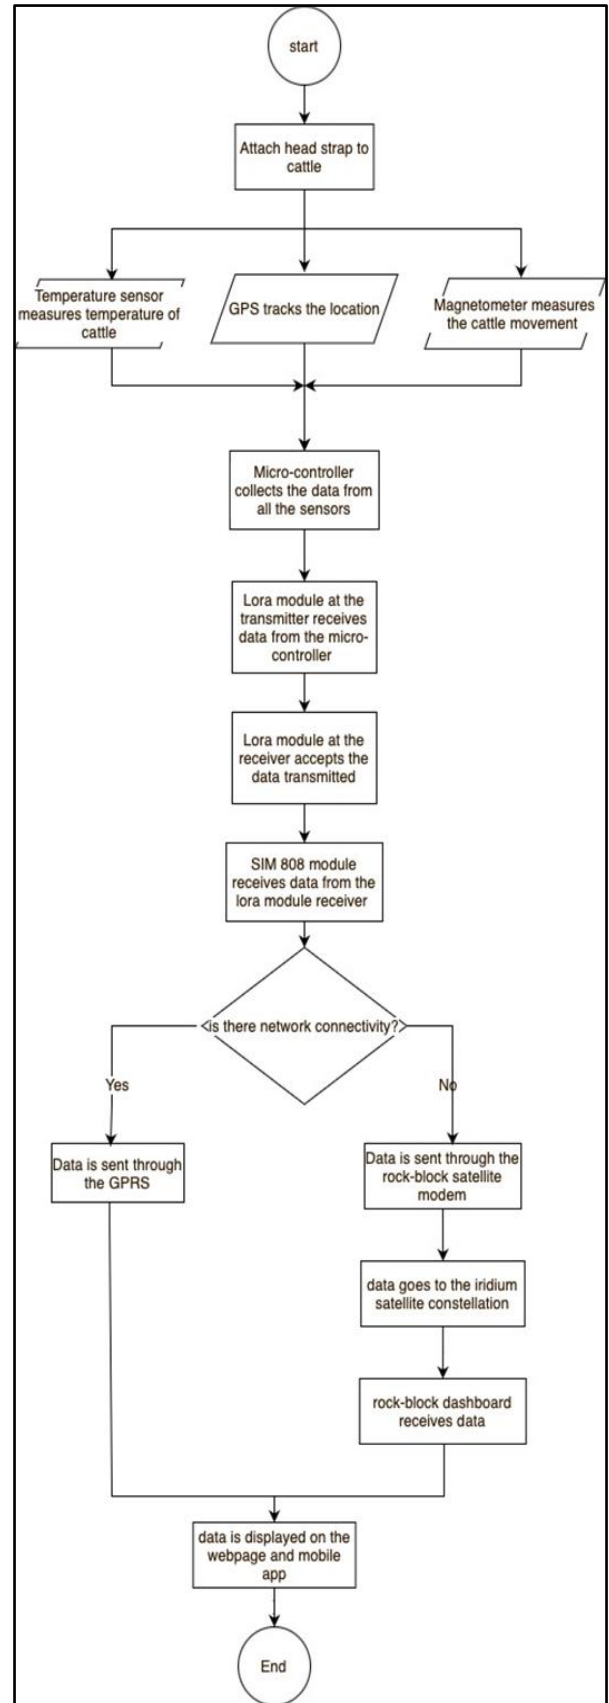 start
Attach head strap to
cattle
Temperature sensor
measures temperature of
cattle
GPS tracks the location
Magnetometer measures
the cattle movement
Micro-controller
collects the data from
all the sensors
Lora module at the
transmitter receives
data from the micro-
controller
Lora module at the
receiver accepts the
data transmitted
SIM 808 module
receives data from the
lora module receiver
is there network connectivity?
Yes
No
Data is sent through
the GPRS
Data is sent through the
rock-block satellite
modem
data goes to the iridium
satellite constellation
rock-block dashboard
receives data
data is displayed on the
webpage and mobile
app
End